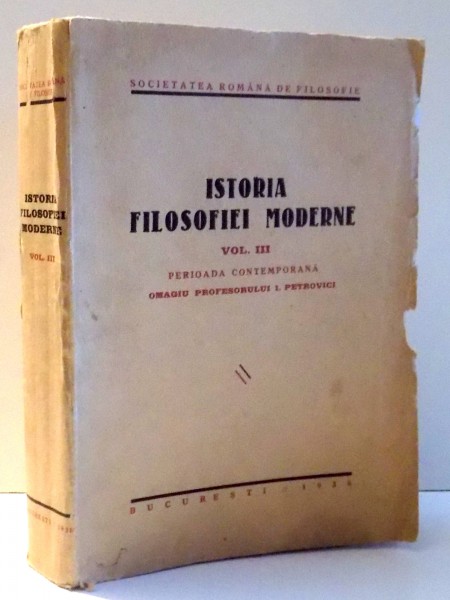 SOCIETATEA ROMÂNA DE FILOSOFIE
ISTORIA
FILOSOFIEI MODERNE
VOL. III
PERIOADA CONTEMPORANĂ
OMAGIU PROFESORULUI I. PETROVICI
BUCUREȘTI
ISTORIA
FILOSOFIEI
MODERNE
VOL. III